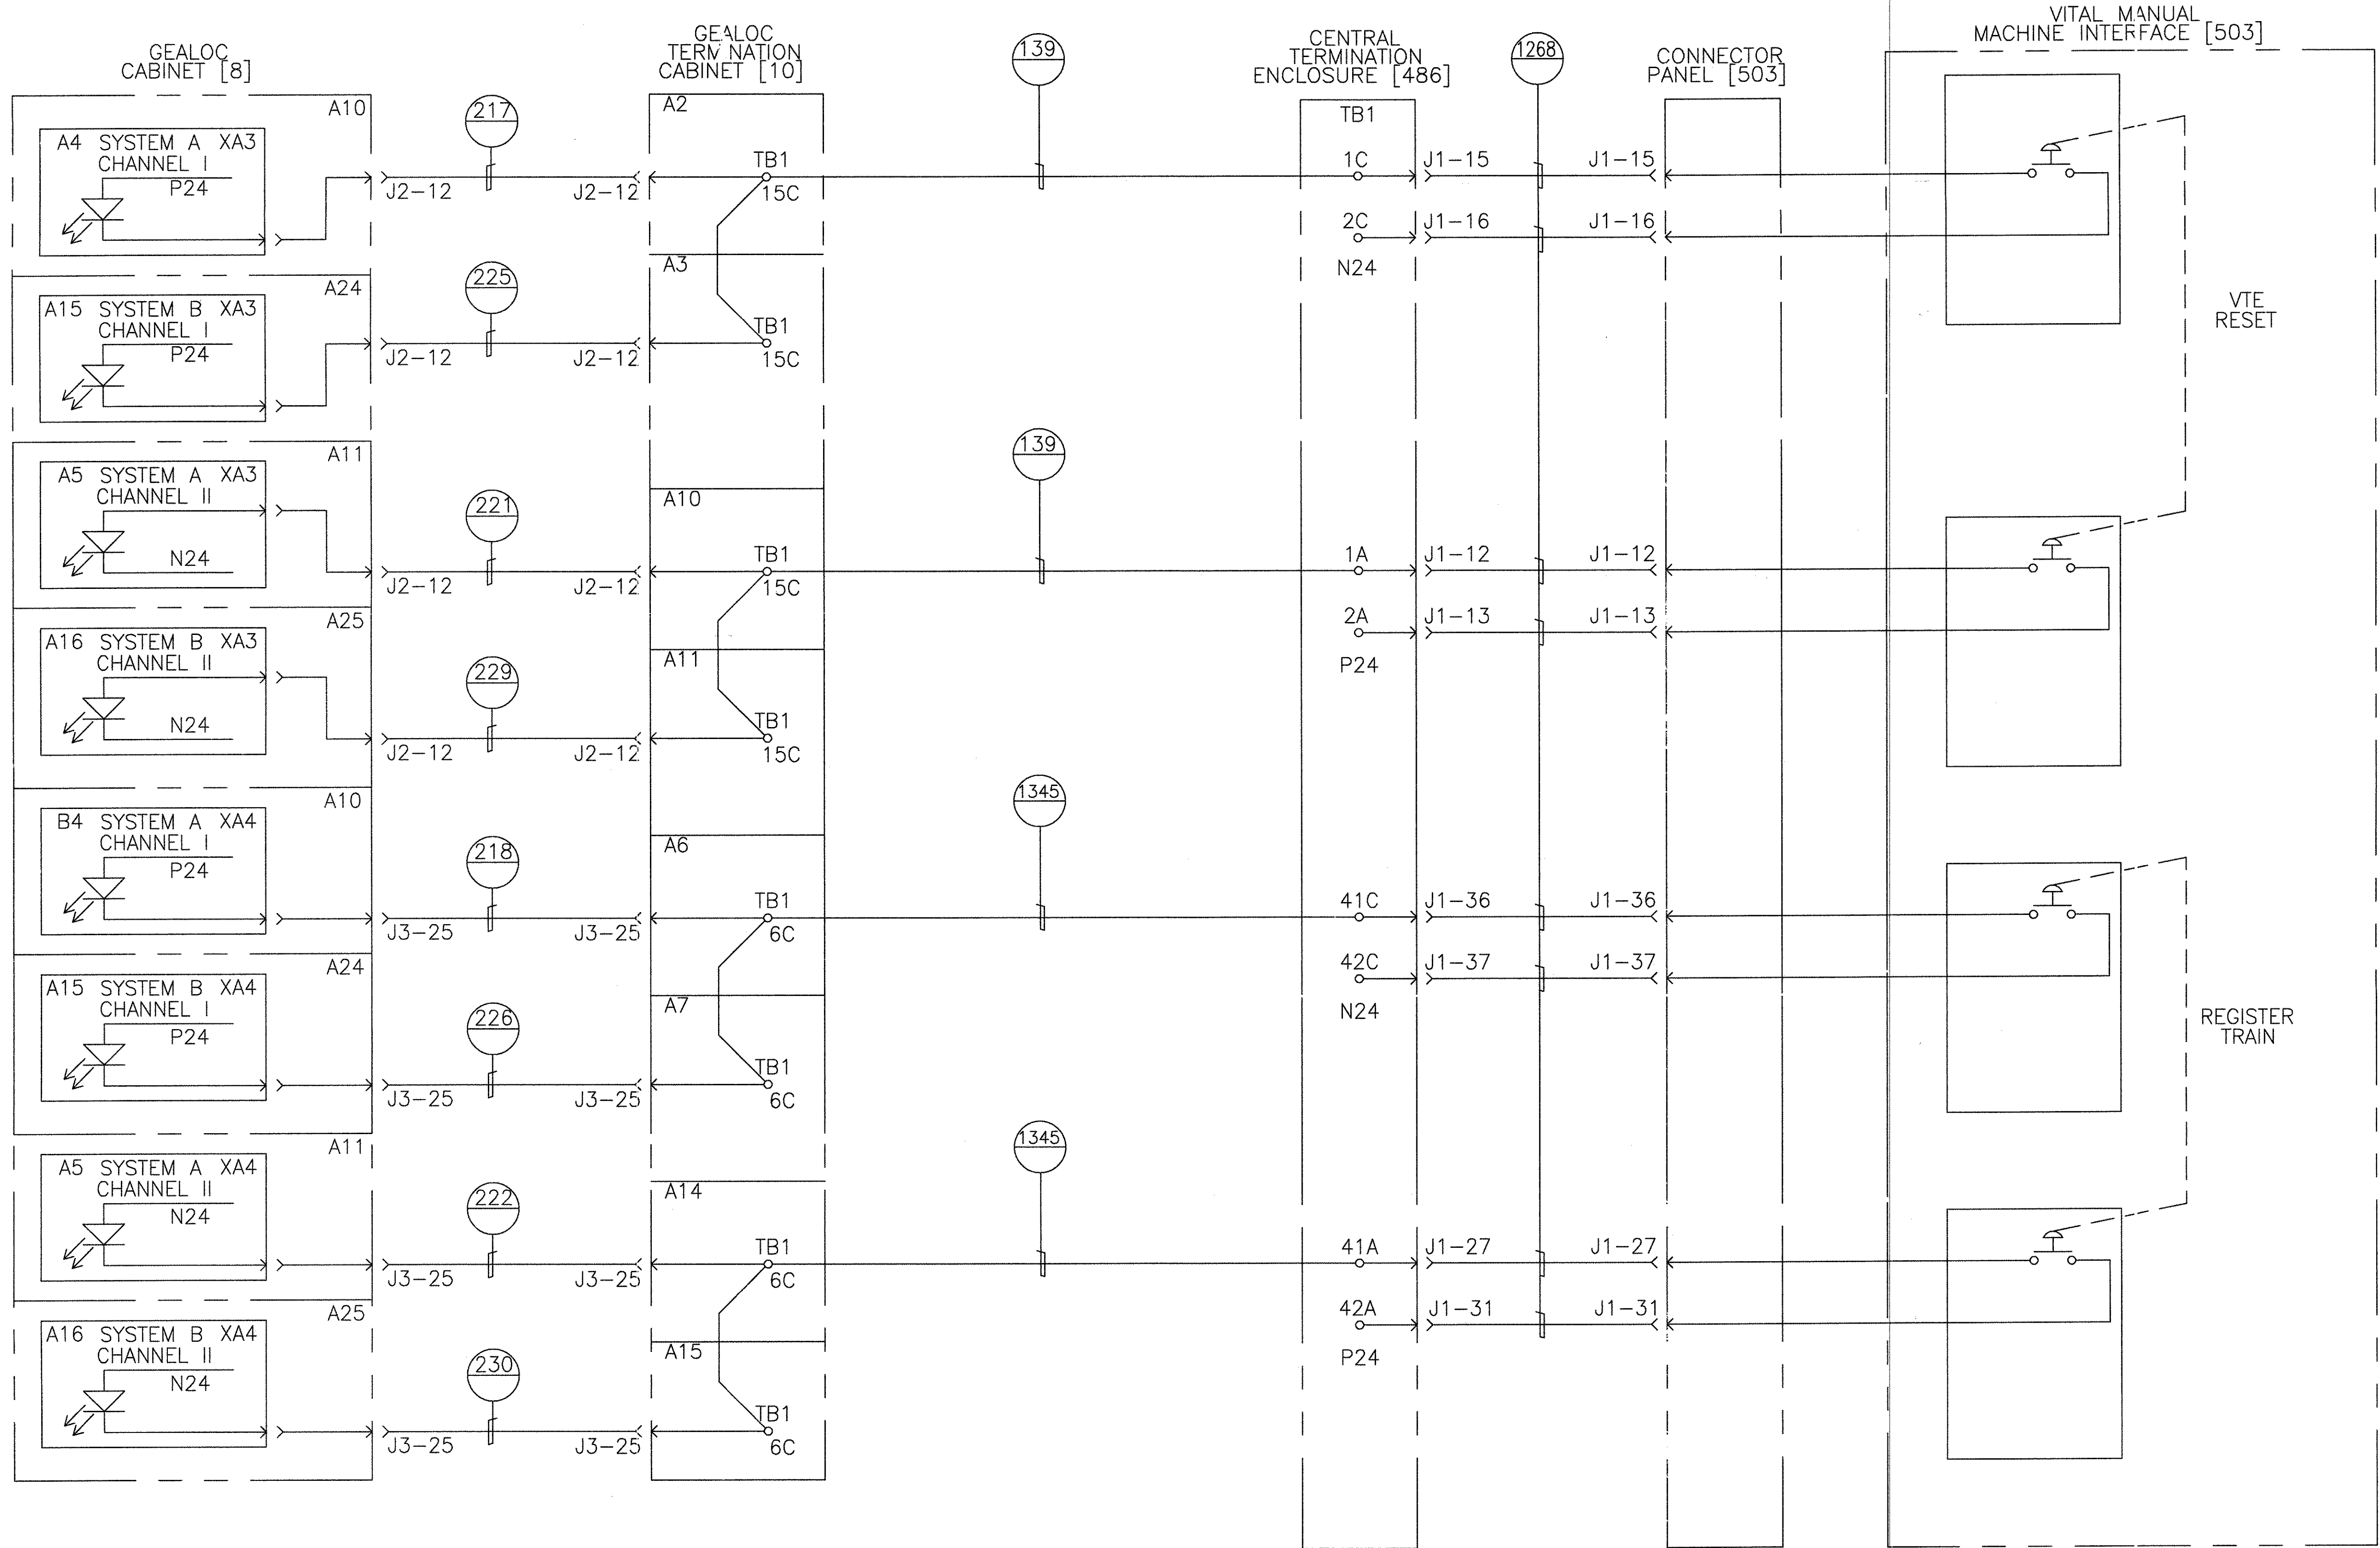 GEALOC
CABINET [8]
GEALOC
TERMINATION
CABINET [10]
139
CENTRAL
TERMINATION
ENCLOSURE [486]
1268
CONNECTOR
PANEL [503]
VITAL MANUAL
MACHINE INTERFACE [503]
A10
A4 SYSTEM A XA3
CHANNEL I
P24
J2-12
217
J2-12
A2
TB1
15C
TB1
1C
J1-15
J1-15
2C
J1-16
J1-16
N24
A24
A15 SYSTEM B XA3
CHANNEL I
P24
J2-12
225
J2-12
A3
TB1
15C
VTE
RESET
A11
A5 SYSTEM A XA3
CHANNEL II
N24
J2-12
221
J2-12
A10
TB1
15C
139
1A
J1-12
J1-12
2A
J1-13
J1-13
P24
A25
A16 SYSTEM B XA3
CHANNEL II
N24
J2-12
229
J2-12
A11
TB1
15C
A10
B4 SYSTEM A XA4
CHANNEL I
P24
J3-25
218
J3-25
A6
TB1
6C
1345
41C
J1-36
J1-36
42C
J1-37
J1-37
N24
A24
A15 SYSTEM B XA4
CHANNEL I
P24
J3-25
226
J3-25
A7
TB1
6C
REGISTER
TRAIN
A11
A5 SYSTEM A XA4
CHANNEL II
N24
J3-25
222
J3-25
A14
TB1
6C
1345
41A
J1-27
J1-27
42A
J1-31
J1-31
P24
A25
A16 SYSTEM B XA4
CHANNEL II
N24
J3-25
230
J3-25
A15
TB1
6C